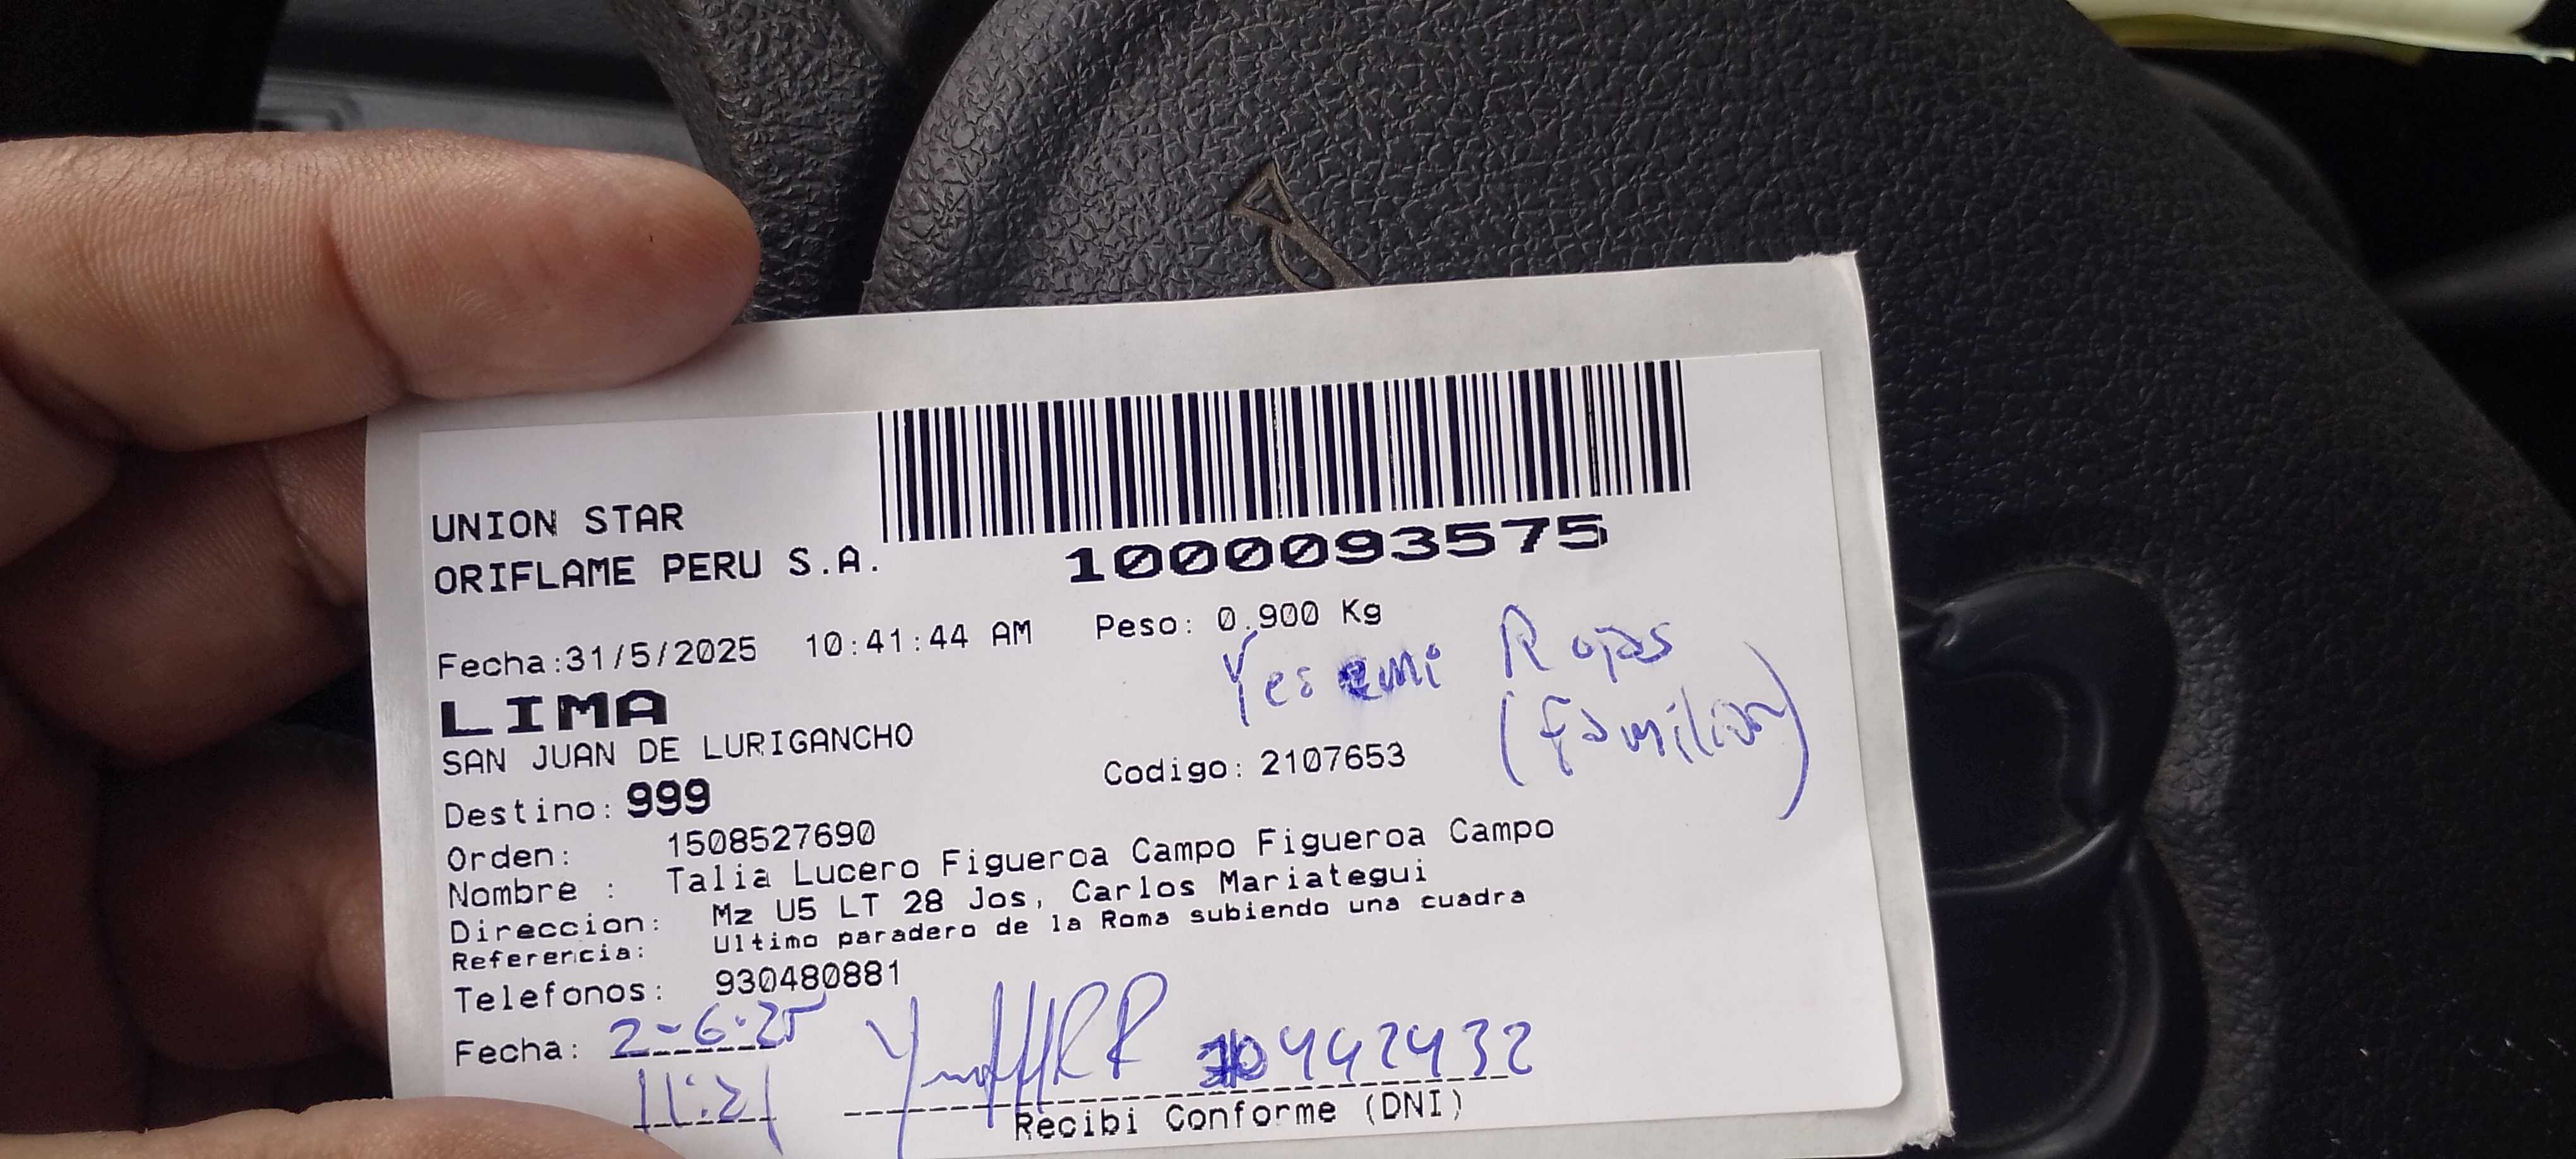 UNION STAR
ORIFLAME PERU S.A.
1000093575
Fecha:31/5/2025 10:41:44 AM Peso: 0.900 Kg
Yesemi Rojas
(familiar)
LIMA
SAN JUAN DE LURIGANCHO
Destino: 999 Codigo: 2107653
Orden: 1508527690
Nombre : Talia Lucero Figueroa Campo Figueroa Campo
Direccion: Mz U5 LT 28 Jos, Carlos Mariategui
Referencia: Ultimo paradero de la Roma subiendo una cuadra
Telefonos: 930480881
Fecha: 2-6-25
11:21
Recibi Conforme (DNI)